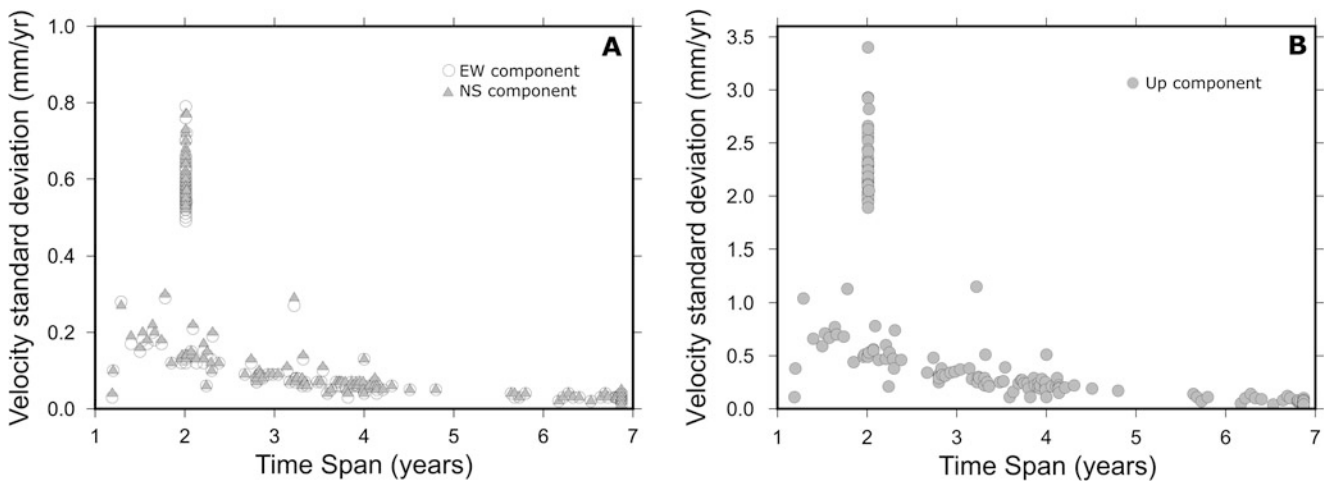 A
EW component
NS component
Velocity standard deviation (mm/yr)
1.0
0.8
0.6
0.4
0.2
0.0
1 2 3 4 5 6 7
Time Span (years)
B
Up component
Velocity standard deviation (mm/yr)
3.5
3.0
2.5
2.0
1.5
1.0
0.5
0.0
1 2 3 4 5 6 7
Time Span (years)